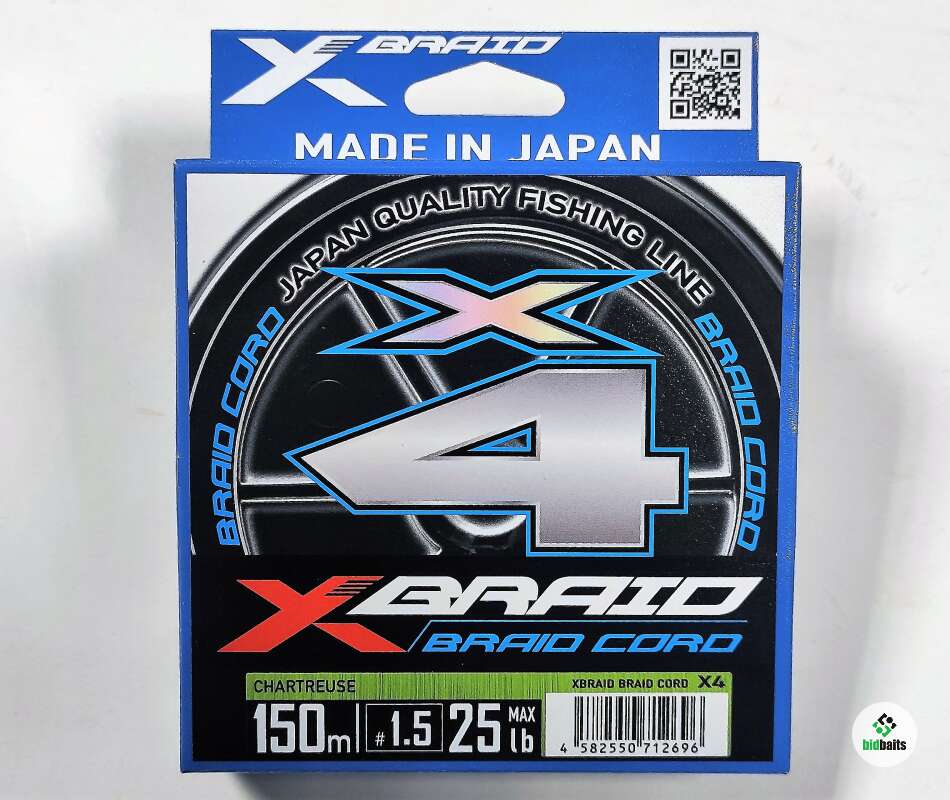 XBRAID
MADE IN JAPAN
JAPAN QUALITY FISHING LINE
BRAID CORD
BRAID CORD
X
4
XBRAID
BRAID CORD
CHARTREUSE
XBRAID BRAID CORD X4
150m #1.5 25 MAX lb
4 582550 712696
bidbaits